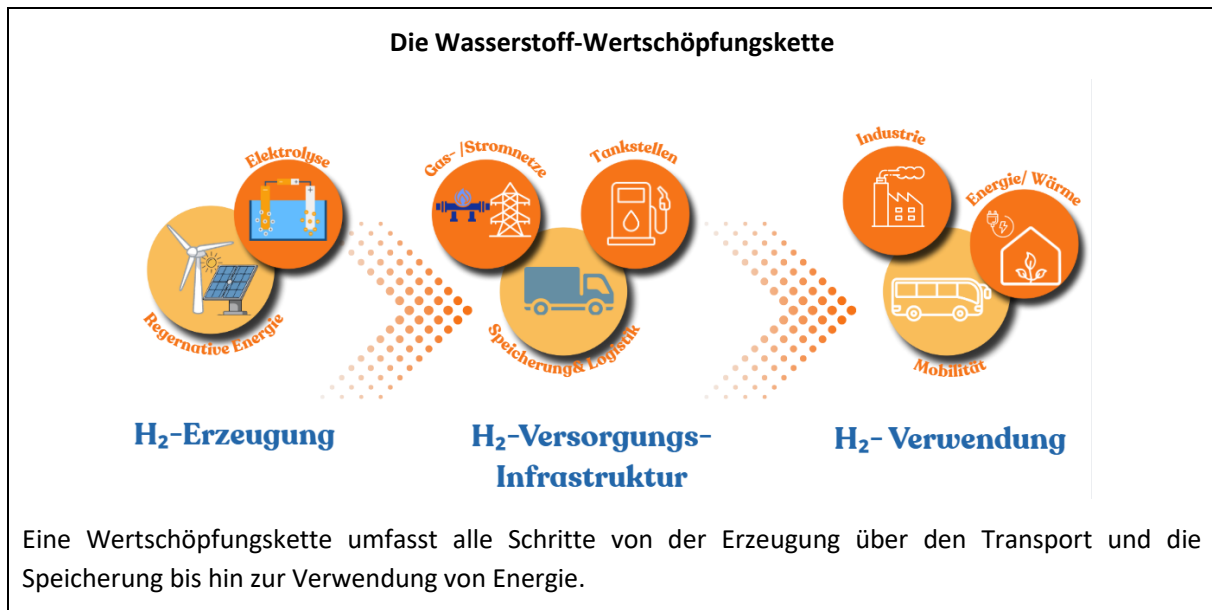 Die Wasserstoff-Wertschöpfungskette
Elektrolyse
Regernative Energie
H₂-Erzeugung
Gas- /Stromnetze
Tankstellen
Speicherung& Logistik
H₂-Versorgungs-
Infrastruktur
Industrie
Energie/ Wärme
Mobilität
H₂- Verwendung
Eine Wertschöpfungskette umfasst alle Schritte von der Erzeugung über den Transport und die
Speicherung bis hin zur Verwendung von Energie.